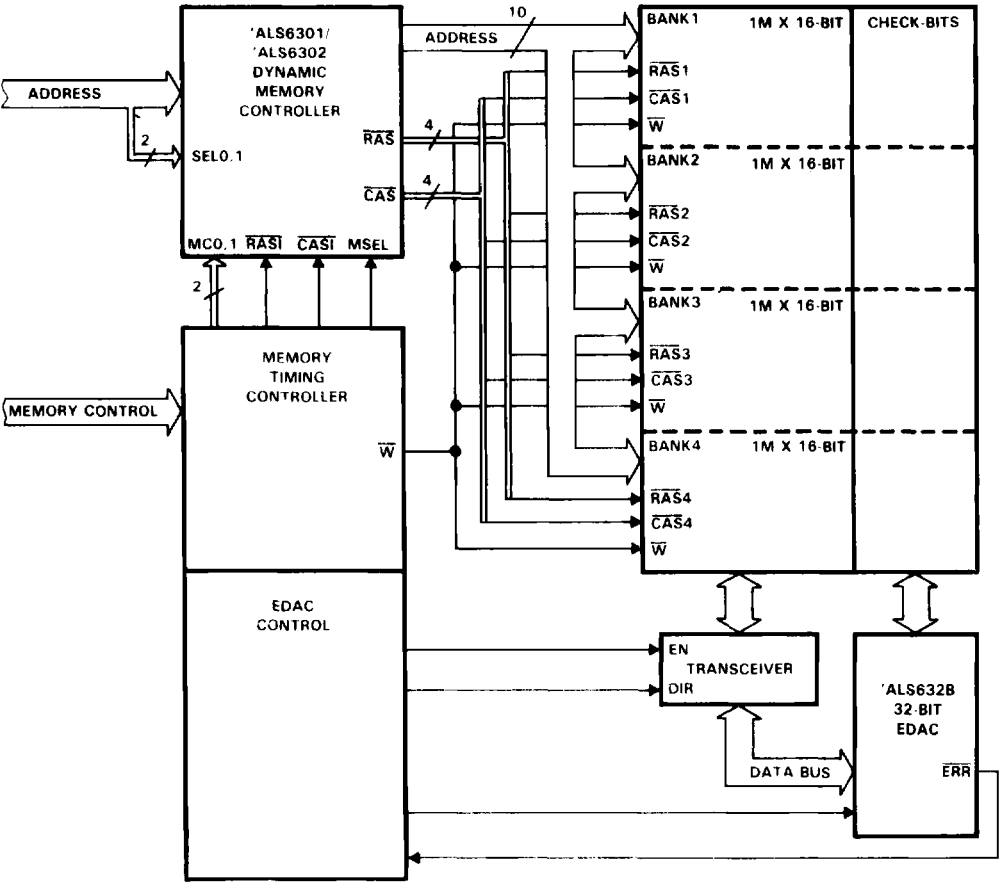 'ALS6301/
'ALS6302
DYNAMIC
MEMORY
CONTROLLER
ADDRESS
2
SEL0,1
RAS
4
CAS
4
MC0,1 RASI CASI MSEL
2
10
ADDRESS
BANK1 1M X 16-BIT CHECK-BITS
RAS1
CAS1
W
BANK2 1M X 16-BIT
RAS2
CAS2
W
BANK3 1M X 16-BIT
RAS3
CAS3
W
BANK4 1M X 16-BIT
RAS4
CAS4
W
MEMORY
TIMING
CONTROLLER
MEMORY CONTROL
W
EDAC
CONTROL
EN
TRANSCEIVER
DIR
'ALS632B
32-BIT
EDAC
DATA BUS
ERR